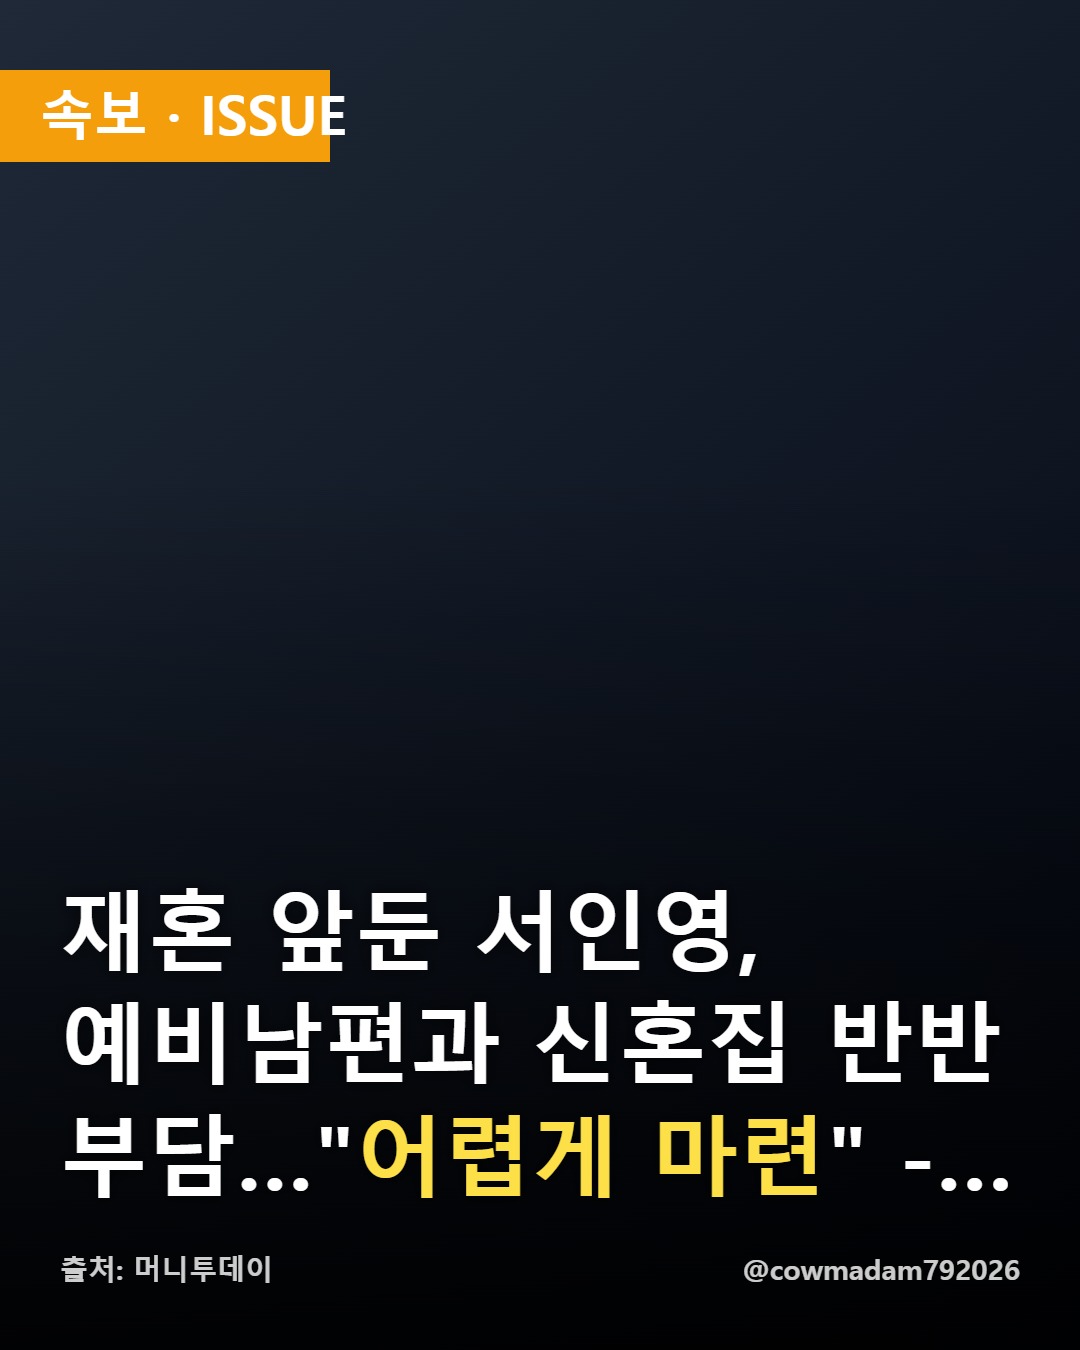 속보 · ISSUE
재혼 앞둔 서인영,
예비남편과 신혼집 반반
부담..."어렵게 마련" -...
출처: 머니투데이
@cowmadam792026